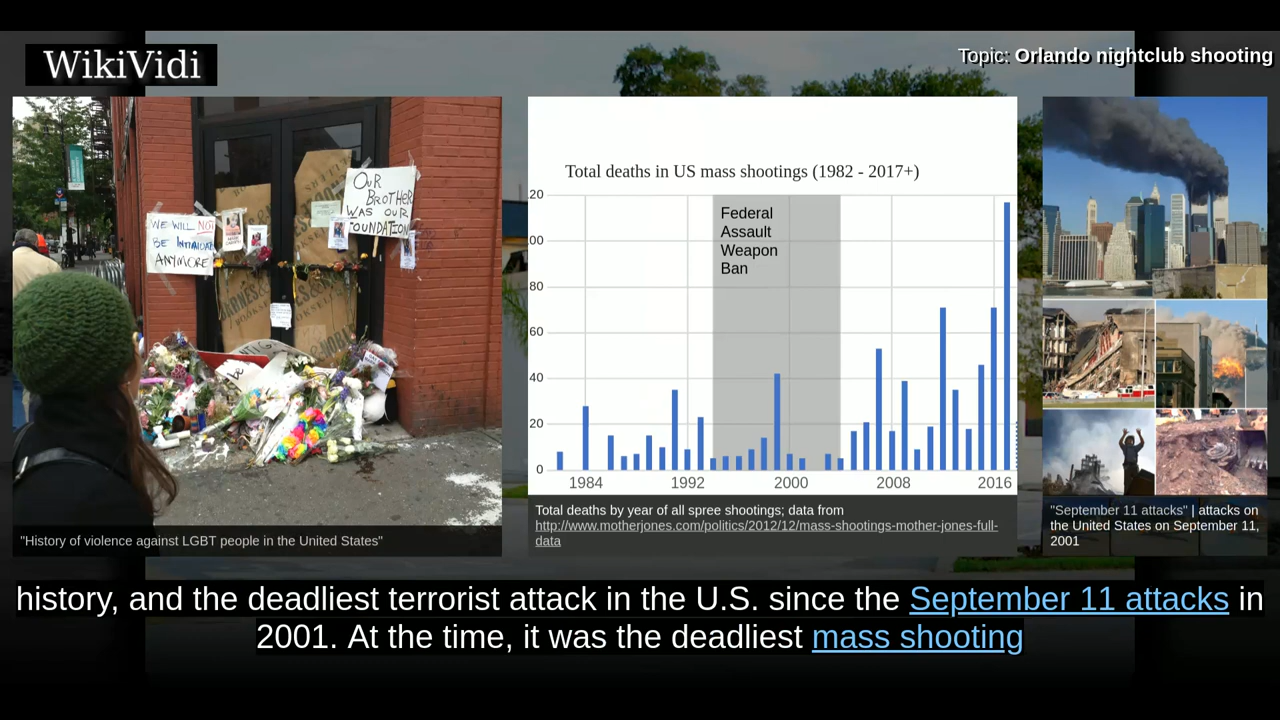 WikiVidi
Topic: Orlando nightclub shooting
OUR
BROTHER
WAS OUR
FOUNDATION
WE WILL NOT
BE INTIMIDATED
ANYMORE
Total deaths in US mass shootings (1982 - 2017+)
20
00
80
60
40
20
0
Federal
Assault
Weapon
Ban
1984 1992 2000 2008 2016
"History of violence against LGBT people in the United States"
Total deaths by year of all spree shootings; data from
http://www.motherjones.com/politics/2012/12/mass-shootings-mother-jones-full-
data
"September 11 attacks" | attacks on
the United States on September 11,
2001
history, and the deadliest terrorist attack in the U.S. since the September 11 attacks in
2001. At the time, it was the deadliest mass shooting